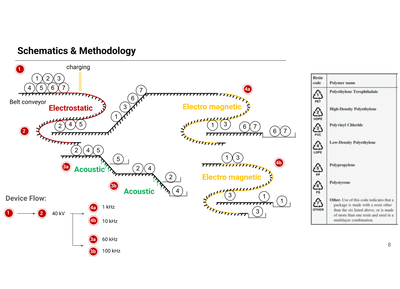 Schematics & Methodology
1
charging
1 2 3
4 5 6 7
Belt conveyor
Electrostatic
7
6
3
1
2
2 4 5
4a
Electro magnetic
1 3 6 7
6 7
2 4 5
5
3a
Acoustic
2 4
2
3b
Acoustic
4
1 3
4b
Electro magnetic
3
1
1
3
Device Flow:
1 2 40 kV
4a 1 kHz
4b 10 kHz
3a 60 kHz
3b 100 kHz
Resin
code Polymer name
Polyethylene Terephthalate
1
PET
High-Density Polyethylene
2
HDPE
Polyvinyl Chloride
3
PVC
Low-Density Polyethylene
4
LDPE
Polypropylene
5
PP
Polystyrene
6
PS
Other. Use of this code indicates that a
package is made with a resin other
than the six listed above, or is made
of more than one resin and used in a
multilayer combination.
7
OTHER
8